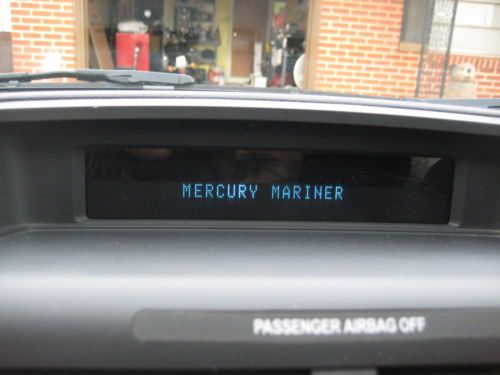 MERCURY MARINER
PASSENGER AIRBAG OFF